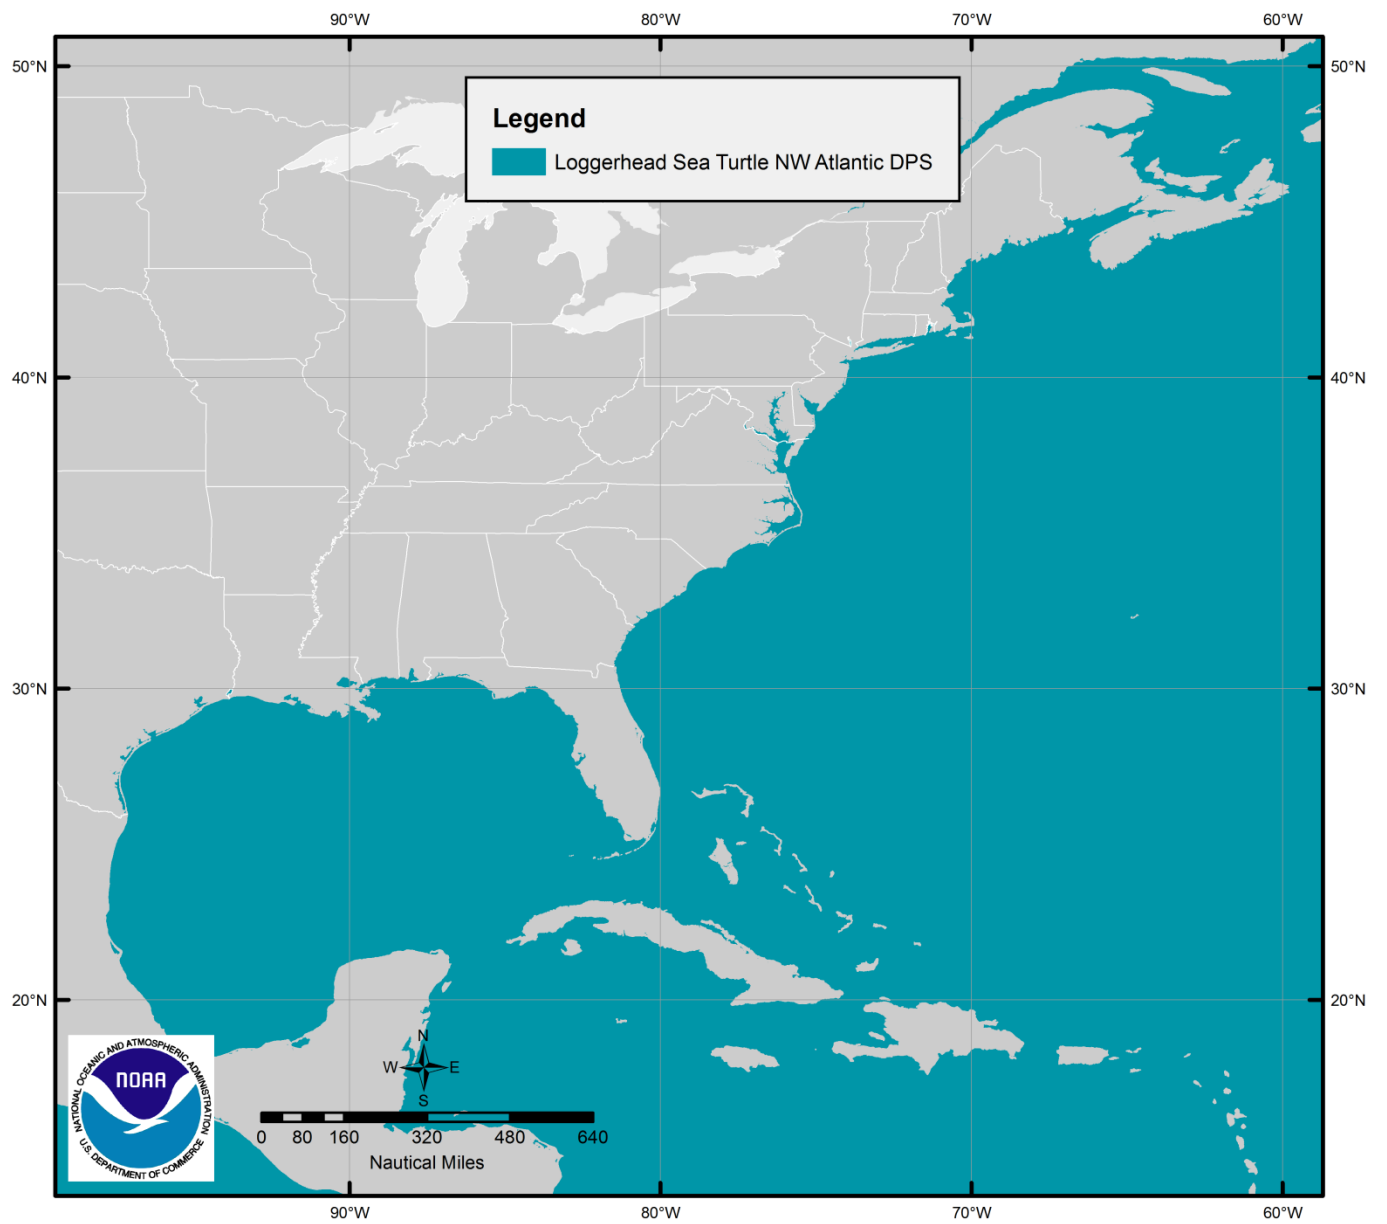 90°W 80°W 70°W 60°W
50°N 50°N
Legend
Loggerhead Sea Turtle NW Atlantic DPS
40°N 40°N
30°N 30°N
20°N 20°N
N
W E
S
NATIONAL OCEANIC AND ATMOSPHERIC ADMINISTRATION
NOAA
U.S. DEPARTMENT OF COMMERCE
0 80 160 320 480 640
Nautical Miles
90°W 80°W 70°W 60°W